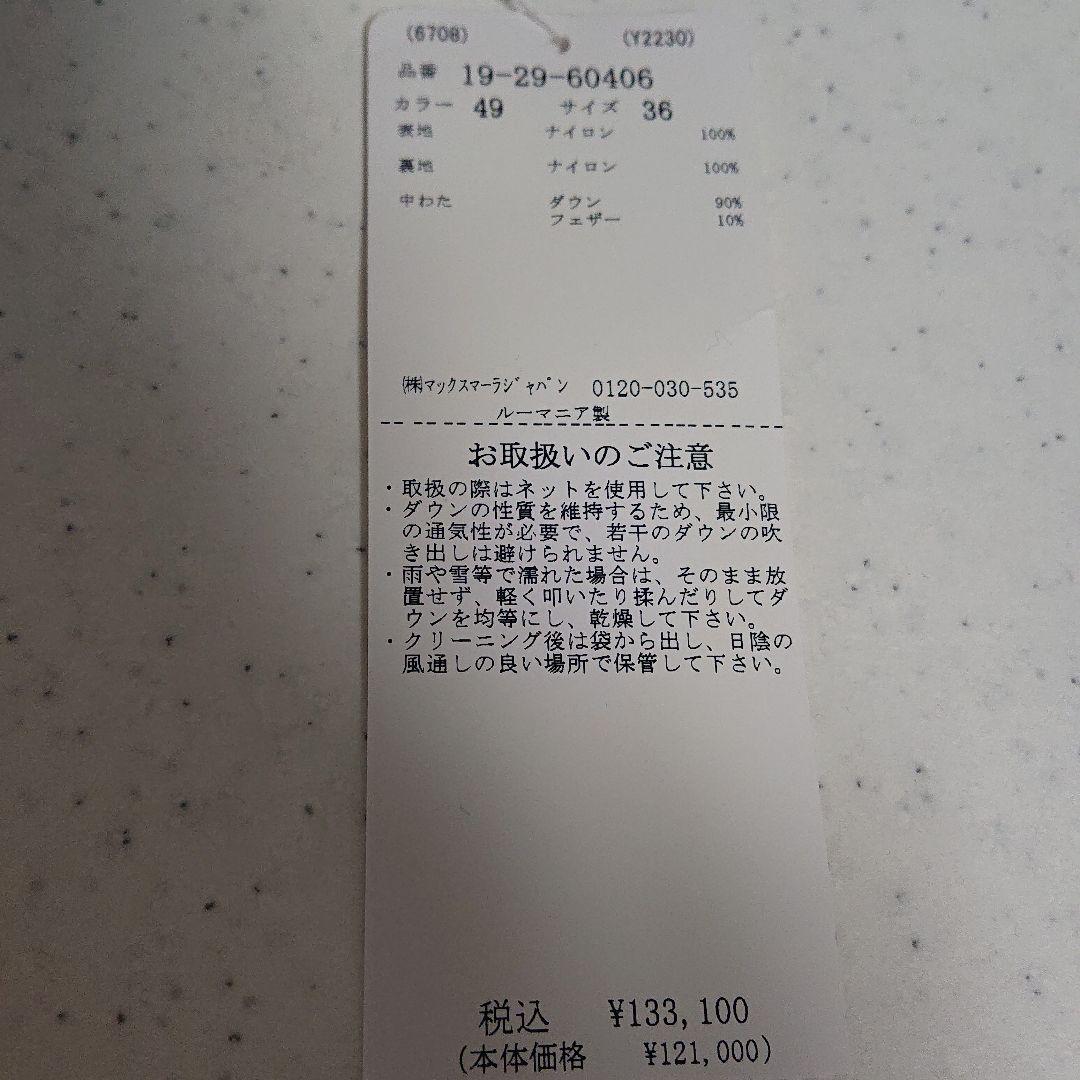 (6708) (Y2230)
品番 19-29-60406
カラー 49 サイズ 36
表地 ナイロン 100%
裏地 ナイロン 100%
中わた ダウン 90%
フェザー 10%
㈱マックスマーラジャパン 0120-030-535
ルーマニア製
お取扱いのご注意
・取扱の際はネットを使用して下さい。
・ダウンの性質を維持するため、最小限
の通気性が必要で、若干のダウンの吹
き出しは避けられません。
・雨や雪等で濡れた場合は、そのまま放
置せず、軽く叩いたり揉んだりしてダ
ウンを均等にし、乾燥して下さい。
・クリーニング後は袋から出し、日陰の
風通しの良い場所で保管して下さい。
税込 ¥133,100
(本体価格 ¥121,000)